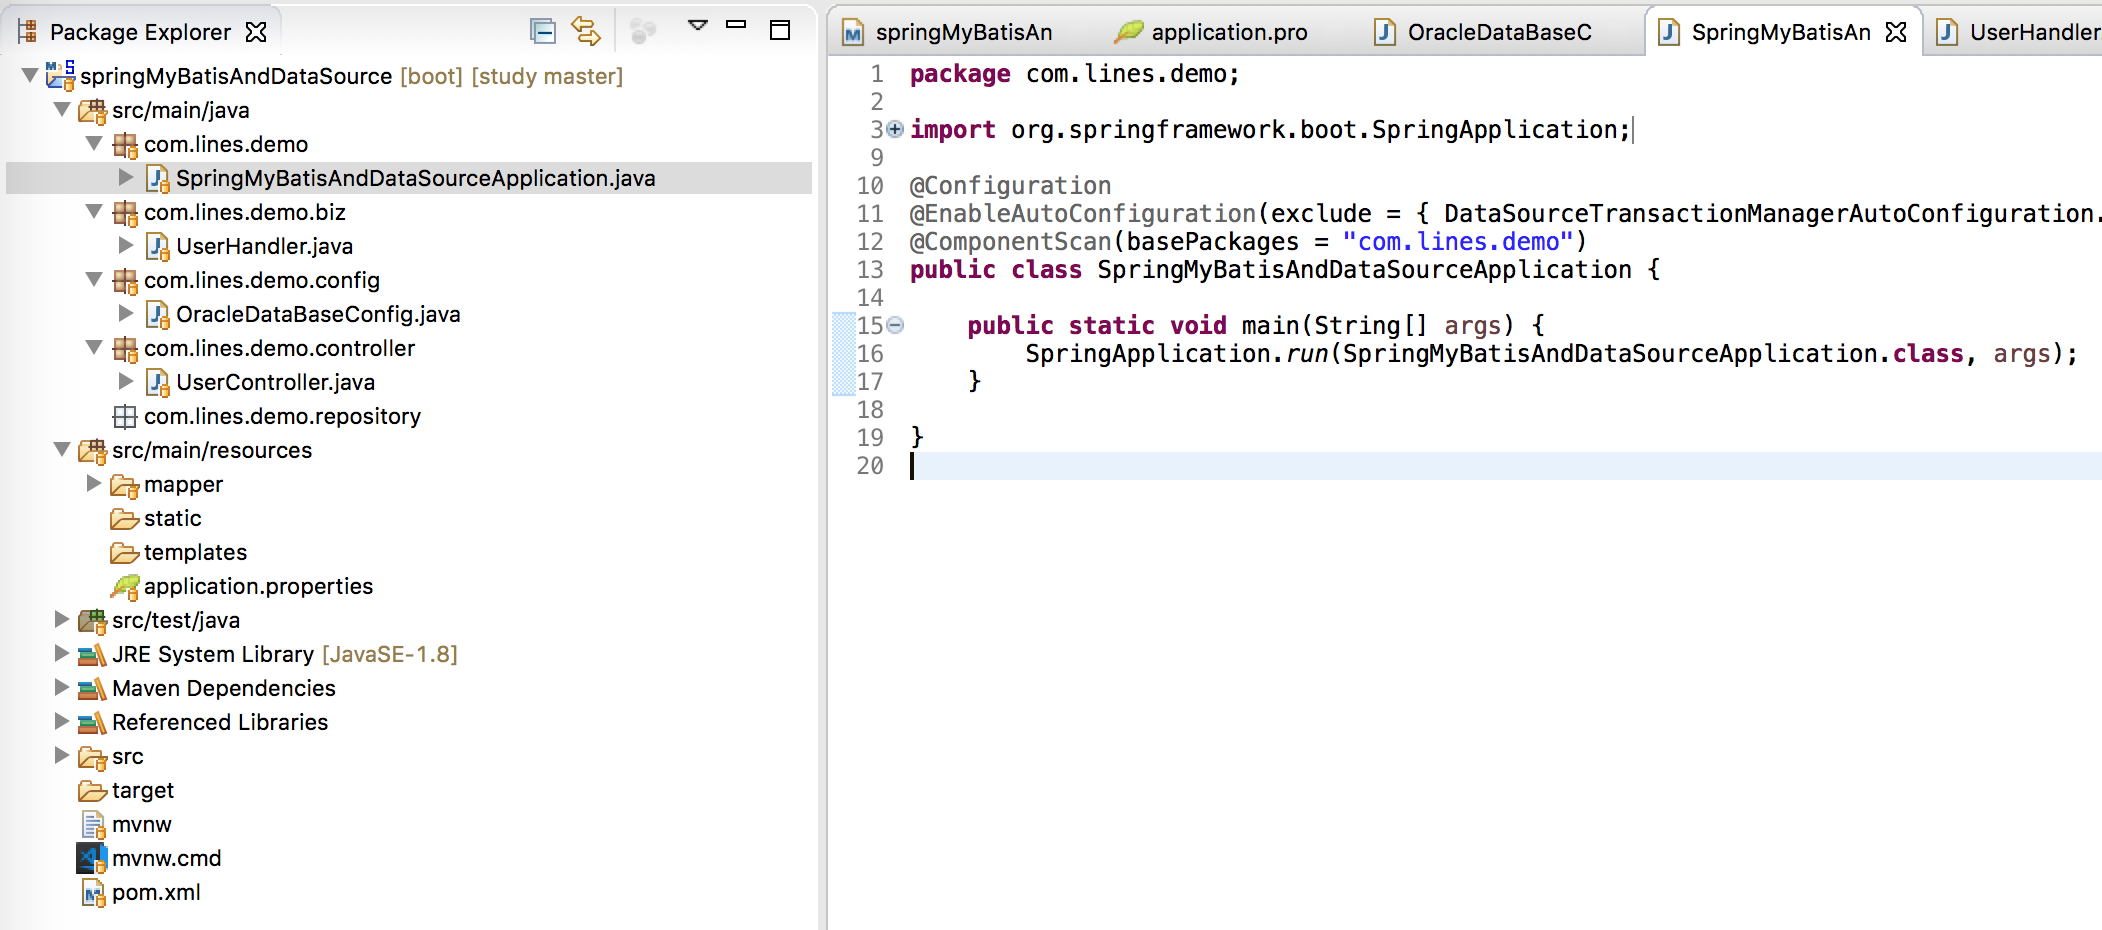 Package Explorer
springMyBatisAndDataSource [boot] [study master]
src/main/java
com.lines.demo
SpringMyBatisAndDataSourceApplication.java
com.lines.demo.biz
UserHandler.java
com.lines.demo.config
OracleDataBaseConfig.java
com.lines.demo.controller
UserController.java
com.lines.demo.repository
src/main/resources
mapper
static
templates
application.properties
src/test/java
JRE System Library [JavaSE-1.8]
Maven Dependencies
Referenced Libraries
src
target
mvnw
mvnw.cmd
pom.xml
springMyBatisAn application.pro OracleDataBaseC SpringMyBatisAn UserHandler
1 package com.lines.demo;
2
3 import org.springframework.boot.SpringApplication;
9
10 @Configuration
11 @EnableAutoConfiguration(exclude = { DataSourceTransactionManagerAutoConfiguration.
12 @ComponentScan(basePackages = "com.lines.demo")
13 public class SpringMyBatisAndDataSourceApplication {
14
15 public static void main(String[] args) {
16 SpringApplication.run(SpringMyBatisAndDataSourceApplication.class, args);
17 }
18
19 }
20